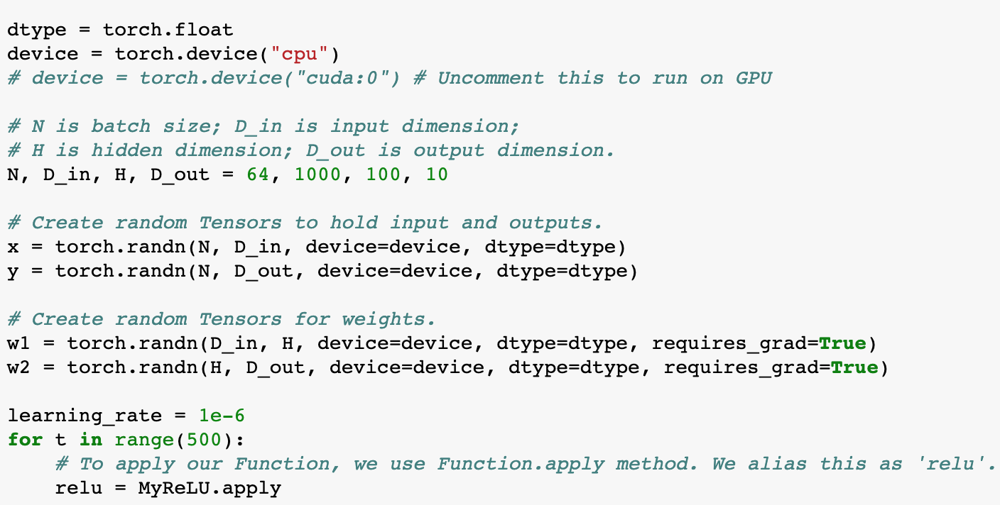 dtype = torch.float
device = torch.device("cpu")
# device = torch.device("cuda:0") # Uncomment this to run on GPU
# N is batch size; D_in is input dimension;
# H is hidden dimension; D_out is output dimension.
N, D_in, H, D_out = 64, 1000, 100, 10
# Create random Tensors to hold input and outputs.
x = torch.randn(N, D_in, device=device, dtype=dtype)
y = torch.randn(N, D_out, device=device, dtype=dtype)
# Create random Tensors for weights.
w1 = torch.randn(D_in, H, device=device, dtype=dtype, requires_grad=True)
w2 = torch.randn(H, D_out, device=device, dtype=dtype, requires_grad=True)
learning_rate = 1e-6
for t in range(500):
    # To apply our Function, we use Function.apply method. We alias this as 'relu'.
    relu = MyReLU.apply